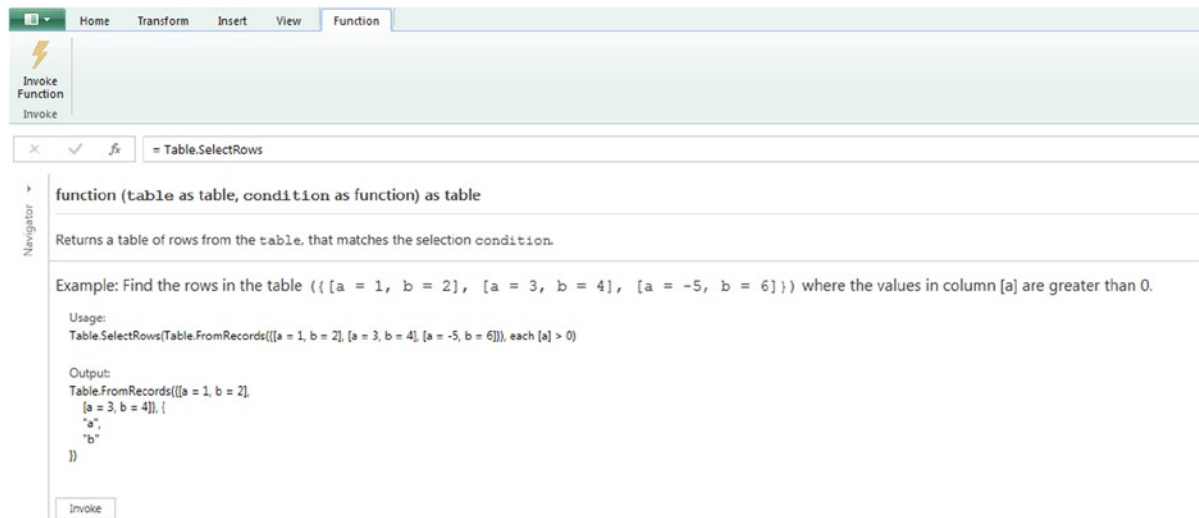 Home Transform Insert View Function
Invoke
Function
Invoke
fx = Table.SelectRows
Navigator
function (table as table, condition as function) as table
Returns a table of rows from the table, that matches the selection condition.
Example: Find the rows in the table ({[a = 1, b = 2], [a = 3, b = 4], [a = -5, b = 6]}) where the values in column [a] are greater than 0.
Usage:
Table.SelectRows(Table.FromRecords({[a = 1, b = 2], [a = 3, b = 4], [a = -5, b = 6]}), each [a] > 0)
Output:
Table.FromRecords({[a = 1, b = 2],
[a = 3, b = 4]}, {
"a",
"b"
})
Invoke